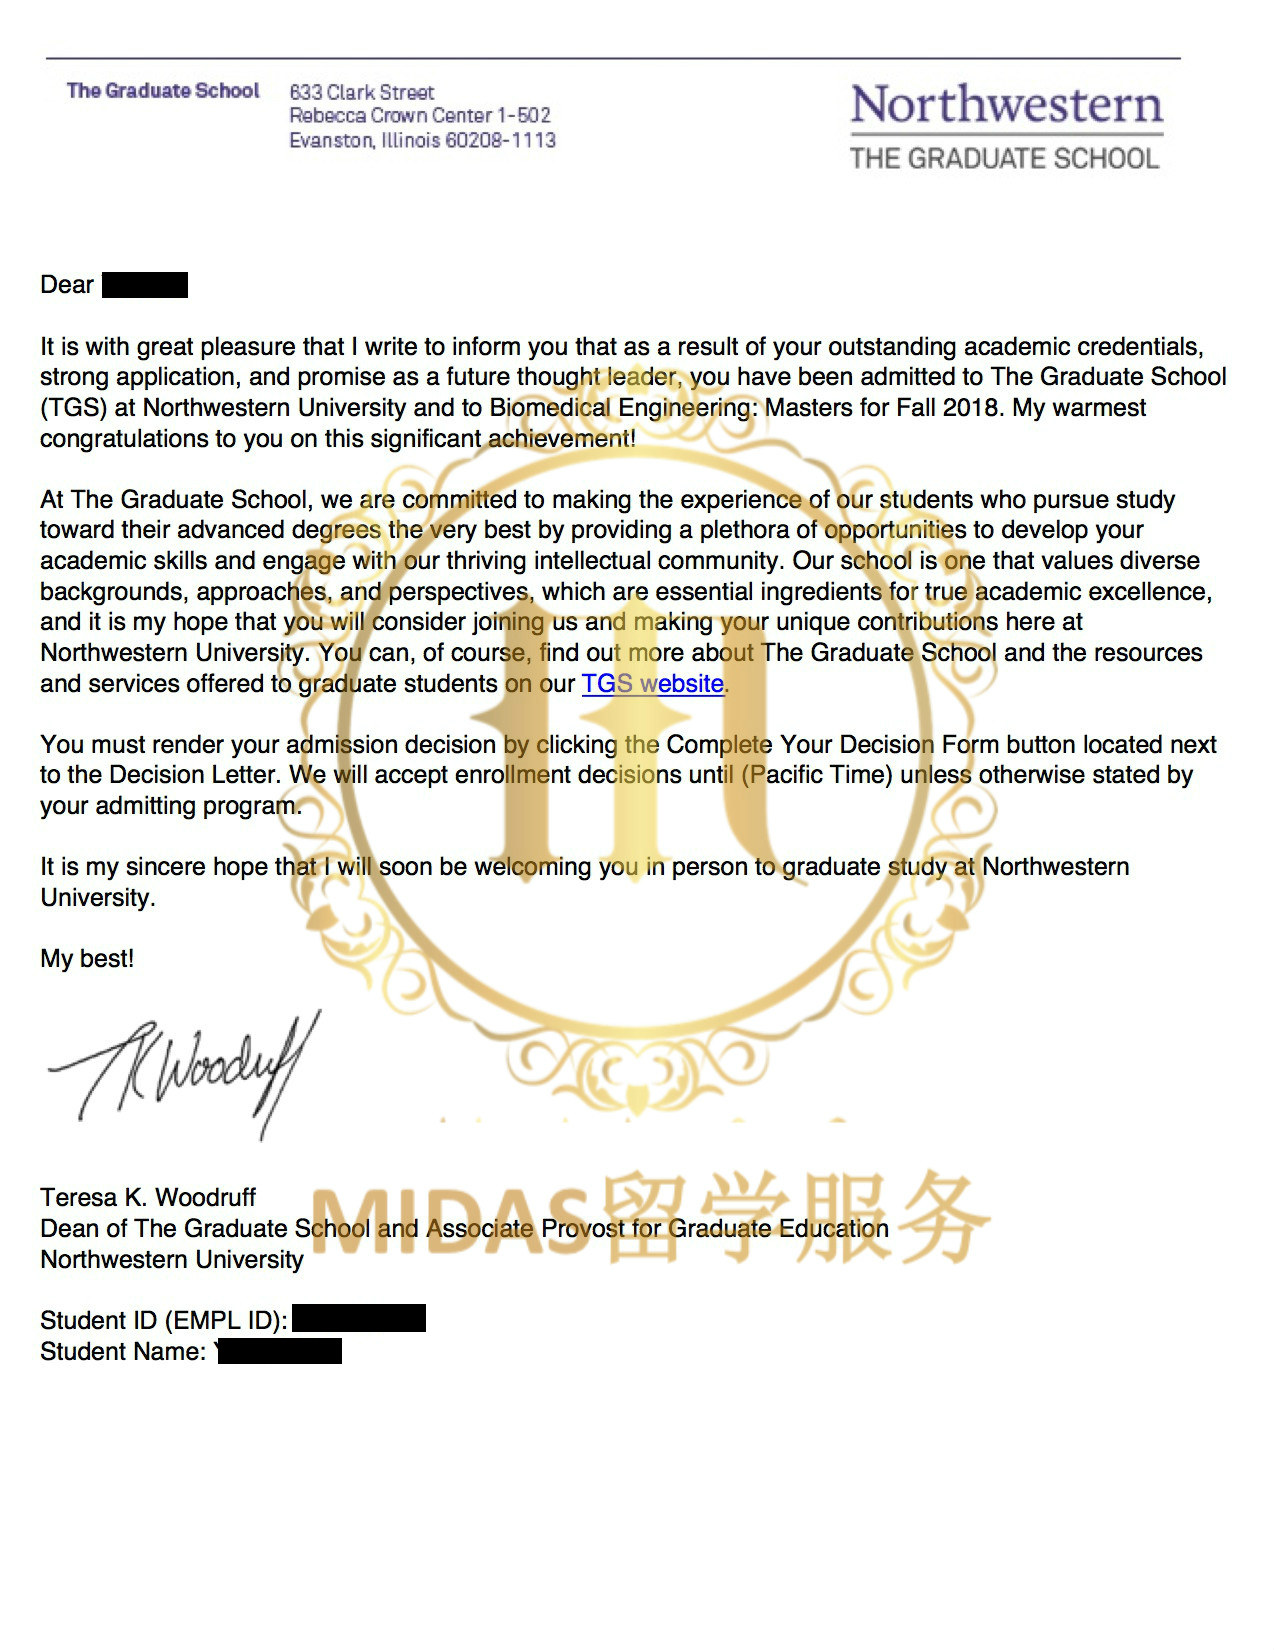 The Graduate School
633 Clark Street
Rebecca Crown Center 1-502
Evanston, Illinois 60208-1113
Northwestern
THE GRADUATE SCHOOL
Dear
It is with great pleasure that I write to inform you that as a result of your outstanding academic credentials,
strong application, and promise as a future thought leader, you have been admitted to The Graduate School
(TGS) at Northwestern University and to Biomedical Engineering: Masters for Fall 2018. My warmest
congratulations to you on this significant achievement!
At The Graduate School, we are committed to making the experience of our students who pursue study
toward their advanced degrees the very best by providing a plethora of opportunities to develop your
academic skills and engage with our thriving intellectual community. Our school is one that values diverse
backgrounds, approaches, and perspectives, which are essential ingredients for true academic excellence,
and it is my hope that you will consider joining us and making your unique contributions here at
Northwestern University. You can, of course, find out more about The Graduate School and the resources
and services offered to graduate students on our TGS website.
You must render your admission decision by clicking the Complete Your Decision Form button located next
to the Decision Letter. We will accept enrollment decisions until (Pacific Time) unless otherwise stated by
your admitting program.
It is my sincere hope that I will soon be welcoming you in person to graduate study at Northwestern
University.
My best!
TK Woodruff
Teresa K. Woodruff
Dean of The Graduate School and Associate Provost for Graduate Education
Northwestern University
MIDAS留学服务
Student ID (EMPL ID):
Student Name: